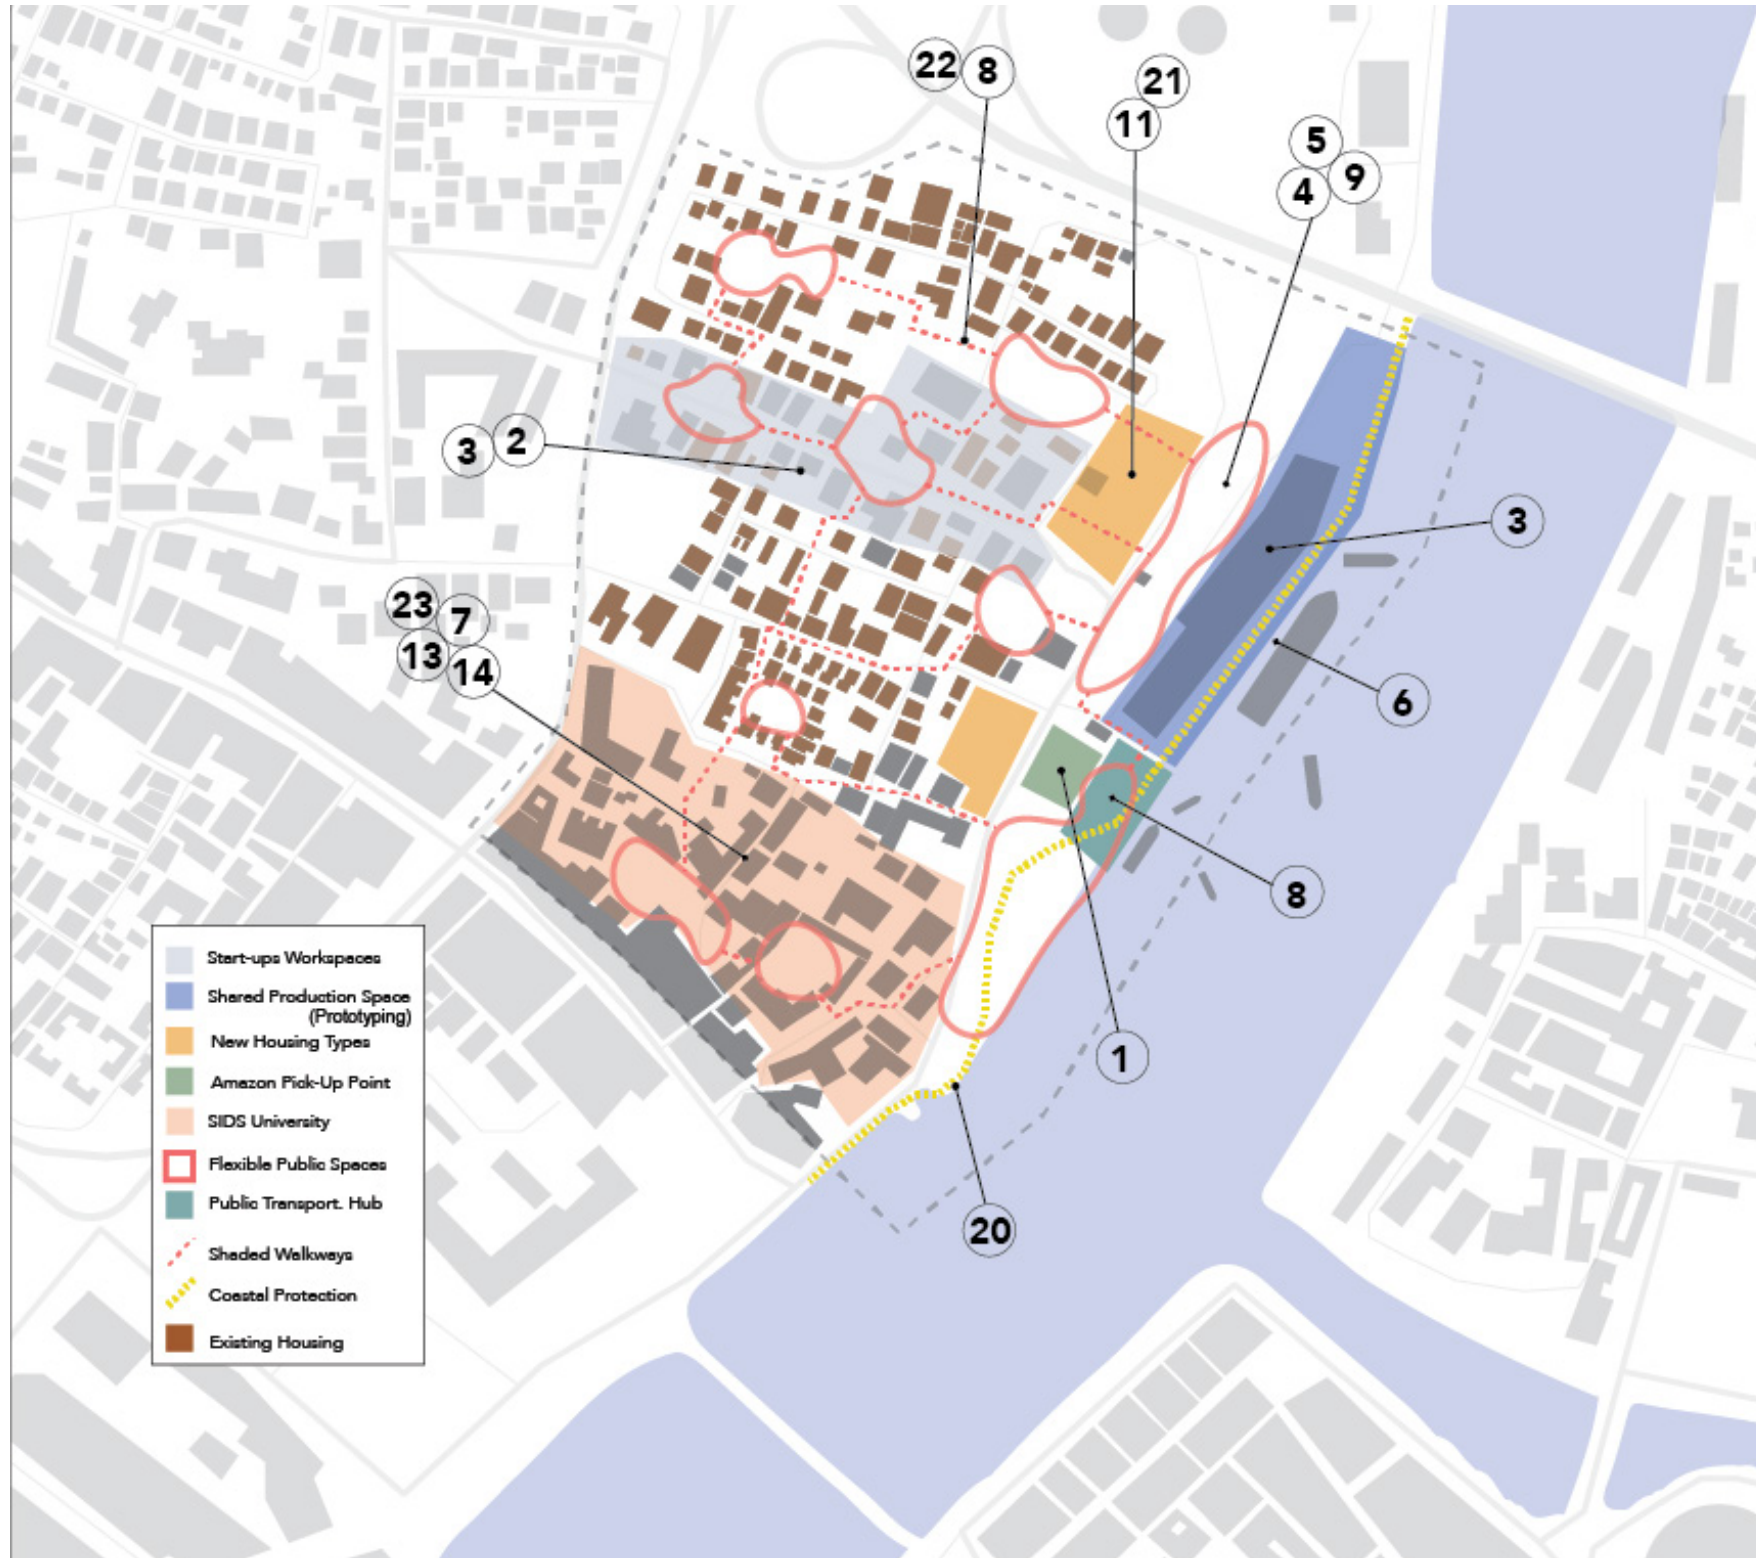 22 8
21
11
5
9
4
3 2
3
23 7
13 14
6
8
1
20
Start-ups Workspaces
Shared Production Space
(Prototyping)
New Housing Types
Amazon Pick-Up Point
SIDS University
Flexible Public Spaces
Public Transport. Hub
Shaded Walkways
Coastal Protection
Existing Housing